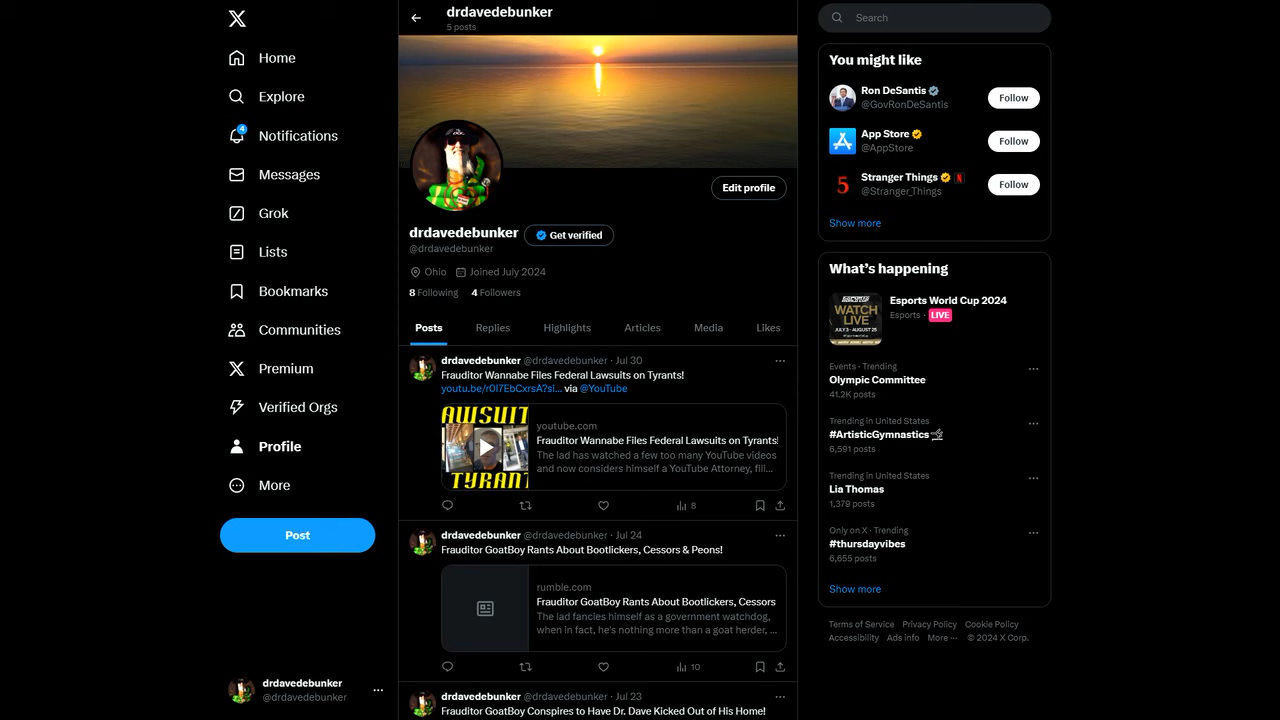 Home
Explore
4
Notifications
Messages
Grok
Lists
Bookmarks
Communities
Premium
Verified Orgs
Profile
More
Post
drdavedebunker
@drdavedebunker
drdavedebunker
5 posts
Edit profile
drdavedebunker
Get verified
@drdavedebunker
Ohio Joined July 2024
8 Following 4 Followers
Posts Replies Highlights Articles Media Likes
drdavedebunker @drdavedebunker · Jul 30
Frauditor Wannabe Files Federal Lawsuits on Tyrants!
youtu.be/r0I7EbCxrsA?si... via @YouTube
AWSUIT
TYRANT
youtube.com
Frauditor Wannabe Files Federal Lawsuits on Tyrants!
The lad has watched a few too many YouTube videos
and now considers himself a YouTube Attorney, fili...
8
drdavedebunker @drdavedebunker · Jul 24
Frauditor GoatBoy Rants About Bootlickers, Cessors & Peons!
rumble.com
Frauditor GoatBoy Rants About Bootlickers, Cessors
The lad fancies himself as a government watchdog,
when in fact, he's nothing more than a goat herder, ...
10
drdavedebunker @drdavedebunker · Jul 23
Frauditor GoatBoy Conspires to Have Dr. Dave Kicked Out of His Home!
Search
You might like
Ron DeSantis
@GovRonDeSantis
Follow
App Store
@AppStore
Follow
5
Stranger Things N
@Stranger_Things
Follow
Show more
What's happening
WATCH
LIVE
JULY 3 - AUGUST 25
Esports World Cup 2024
Esports · LIVE
Events · Trending
Olympic Committee
41.2K posts
Trending in United States
#ArtisticGymnastics
6,591 posts
Trending in United States
Lia Thomas
1,379 posts
Only on X · Trending
#thursdayvibes
6,655 posts
Show more
Terms of Service Privacy Policy Cookie Policy
Accessibility Ads info More ··· © 2024 X Corp.